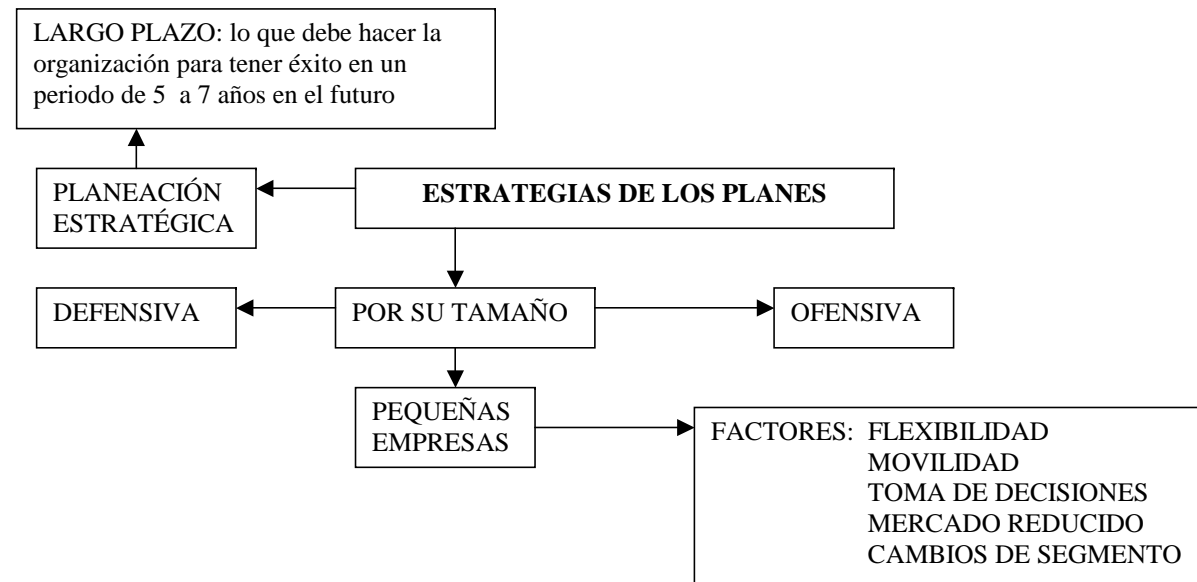 LARGO PLAZO: lo que debe hacer la
organización para tener éxito en un
periodo de 5 a 7 años en el futuro
PLANEACIÓN
ESTRATÉGICA
ESTRATEGIAS DE LOS PLANES
DEFENSIVA
POR SU TAMAÑO
OFENSIVA
PEQUEÑAS
EMPRESAS
FACTORES: FLEXIBILIDAD
MOVILIDAD
TOMA DE DECISIONES
MERCADO REDUCIDO
CAMBIOS DE SEGMENTO